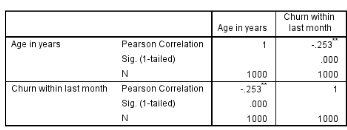 Age in years Churn within last month
Age in years Pearson Correlation 1 -.253**
Sig. (1-tailed) .000
N 1000 1000
Churn within last month Pearson Correlation -.253** 1
Sig. (1-tailed) .000
N 1000 1000